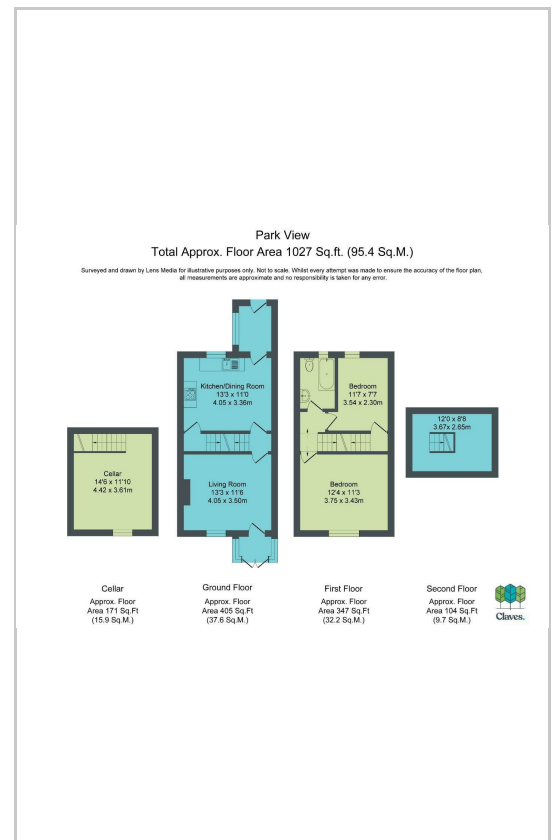 Park View
Total Approx. Floor Area 1027 Sq.ft. (95.4 Sq.M.)
Surveyed and drawn by Lens Media for illustrative purposes only. Not to scale. Whilst every attempt was made to ensure the accuracy of the floor plan,
all measurements are approximate and no responsibility is taken for any error.
Kitchen/Dining Room
13'3 x 11'0
4.05 x 3.36m
Bedroom
11'7 x 7'7
3.54 x 2.30m
12'0 x 8'8
3.67x 2.65m
Cellar
14'6 x 11'10
4.42 x 3.61m
Living Room
13'3 x 11'6
4.05 x 3.50m
Bedroom
12'4 x 11'3
3.75 x 3.43m
Cellar
Approx. Floor
Area 171 Sq.Ft
(15.9 Sq.M.)
Ground Floor
Approx. Floor
Area 405 Sq.Ft
(37.6 Sq.M.)
First Floor
Approx. Floor
Area 347 Sq.Ft
(32.2 Sq.M.)
Second Floor
Approx. Floor
Area 104 Sq.Ft
(9.7 Sq.M.)
Claves.